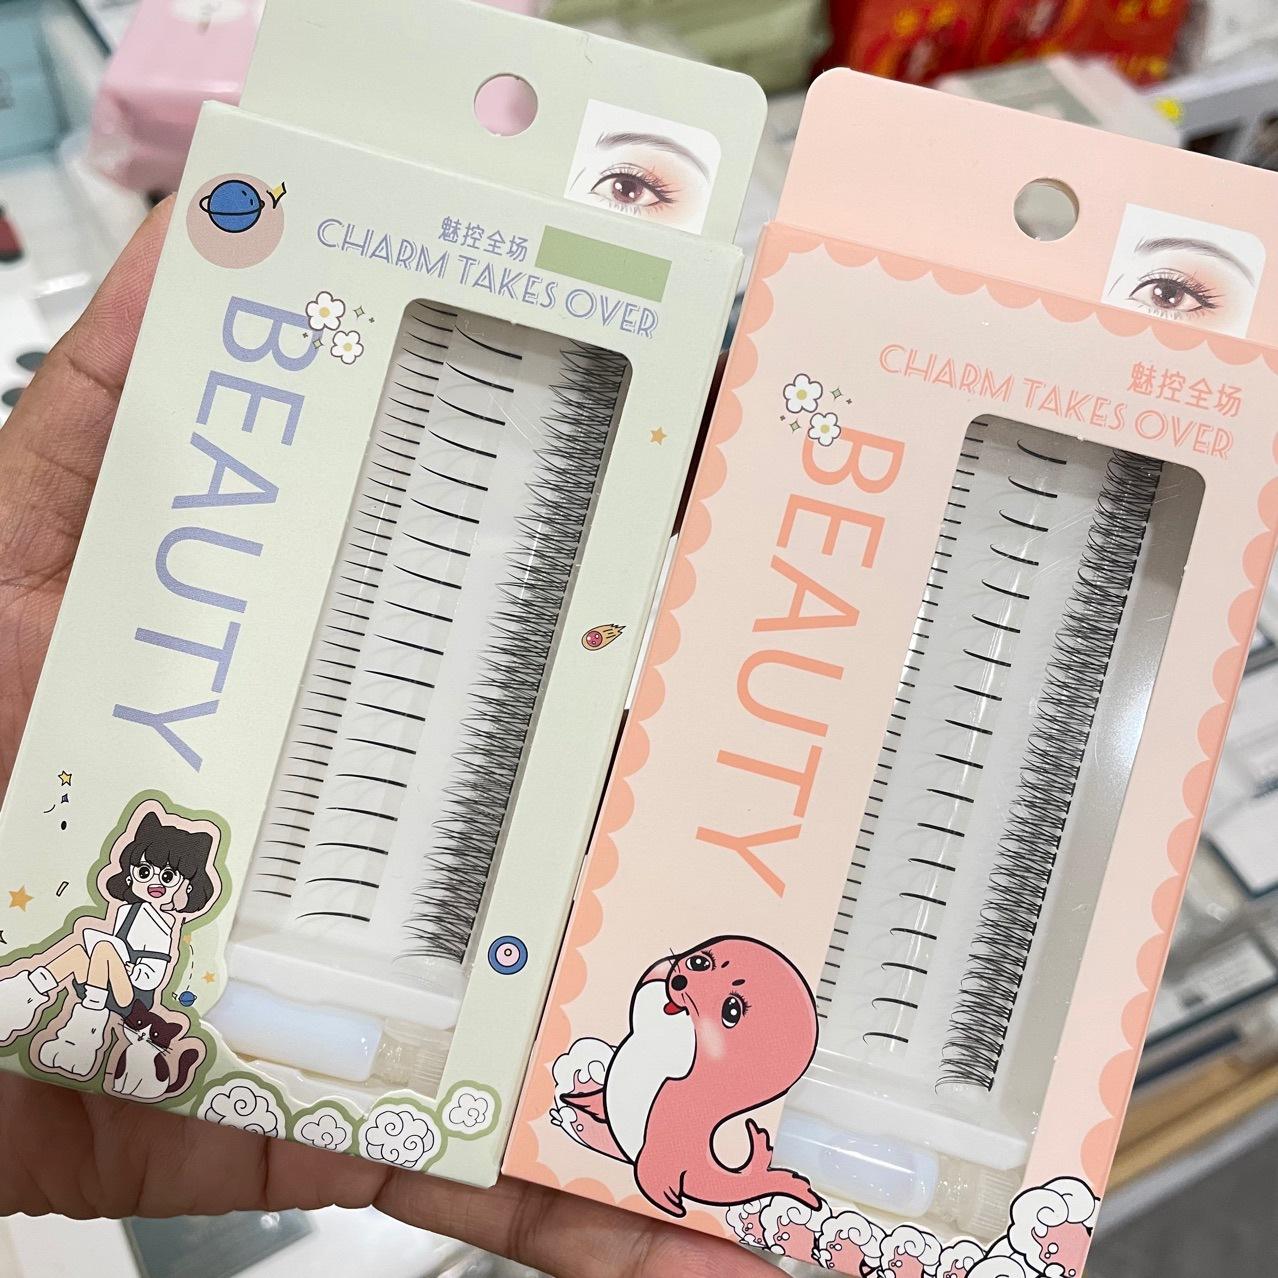 魅控全场
CHARM TAKES OVER
BEAUTY
魅控全场
CHARM TAKES OVER
BEAUTY